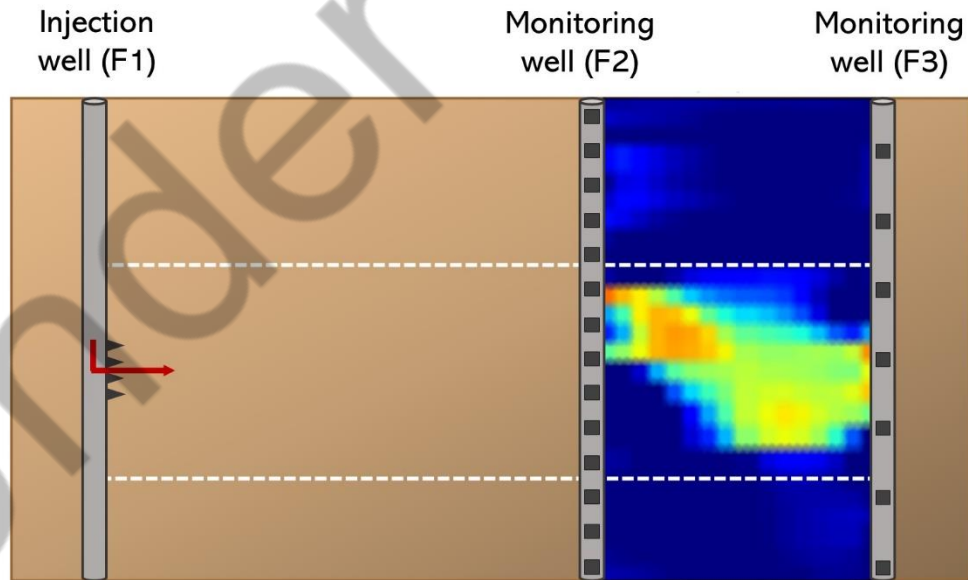 Injection
well (F1)
Monitoring
well (F2)
Monitoring
well (F3)